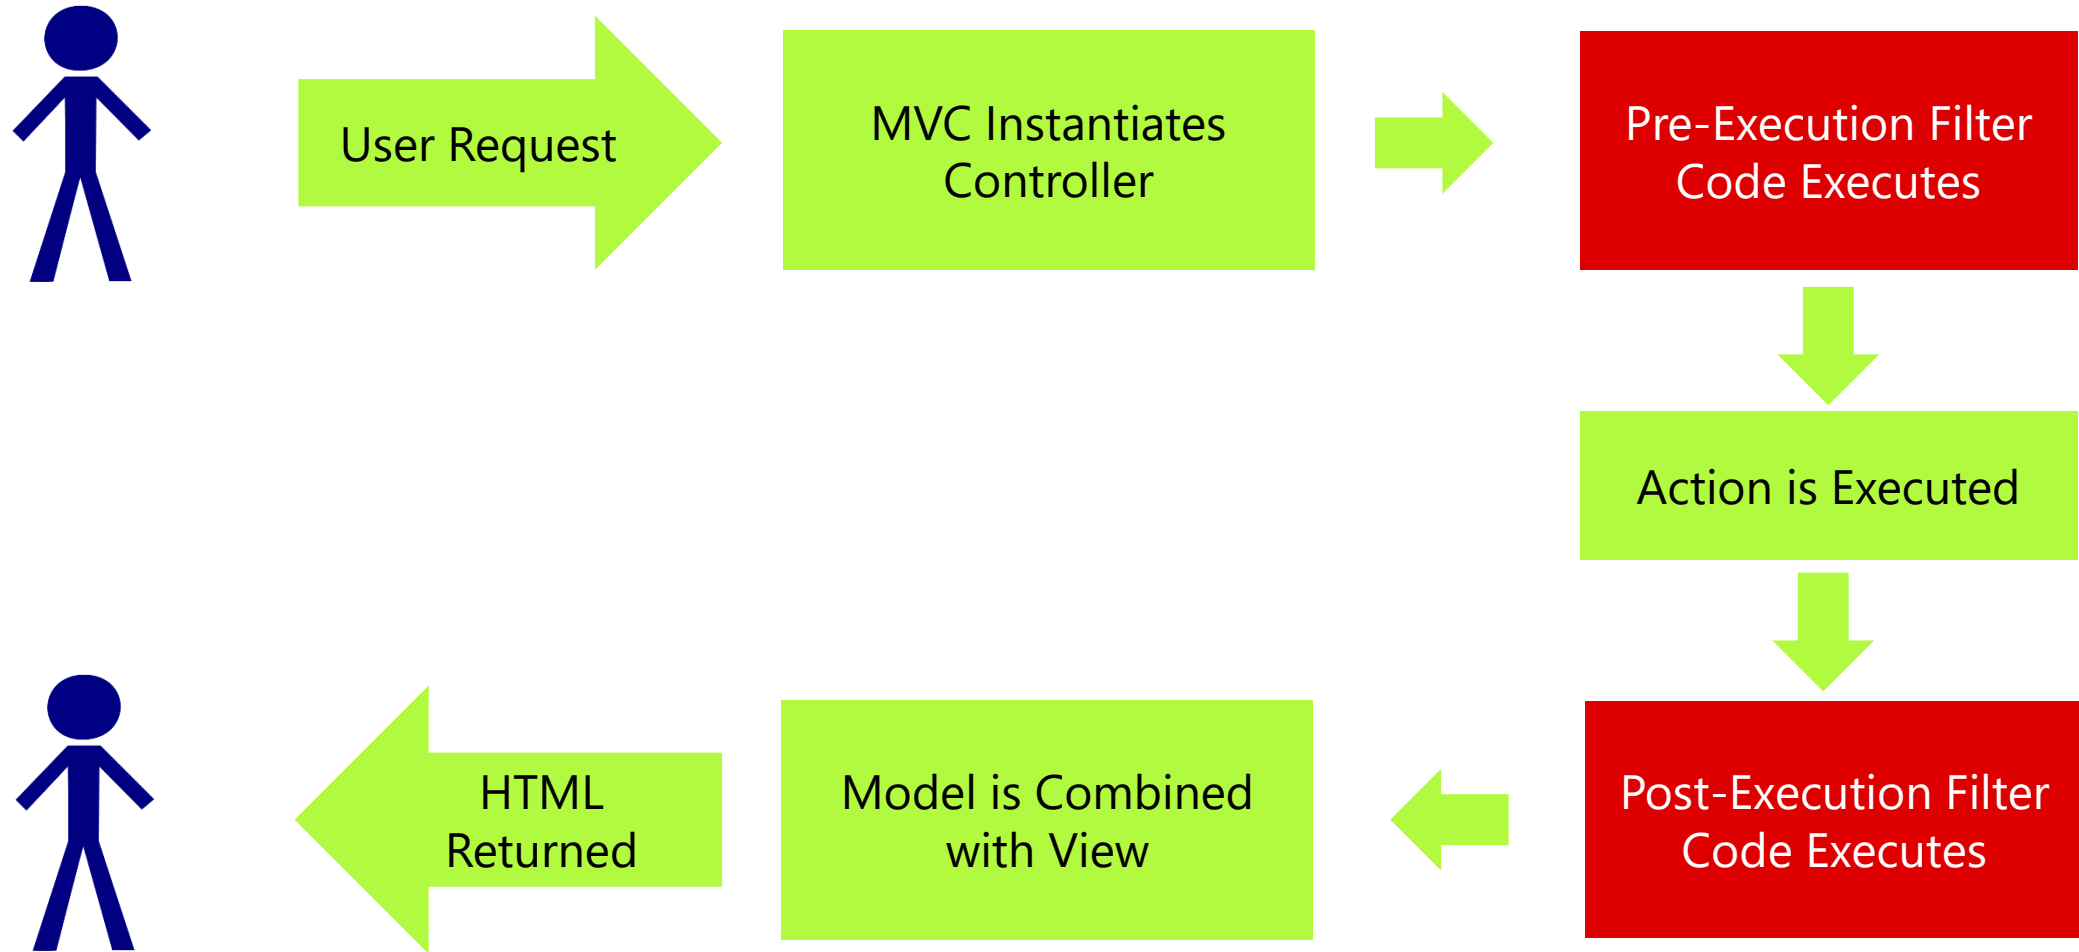 User Request
MVC Instantiates
Controller
Pre-Execution Filter
Code Executes
Action is Executed
Post-Execution Filter
Code Executes
Model is Combined
with View
HTML
Returned